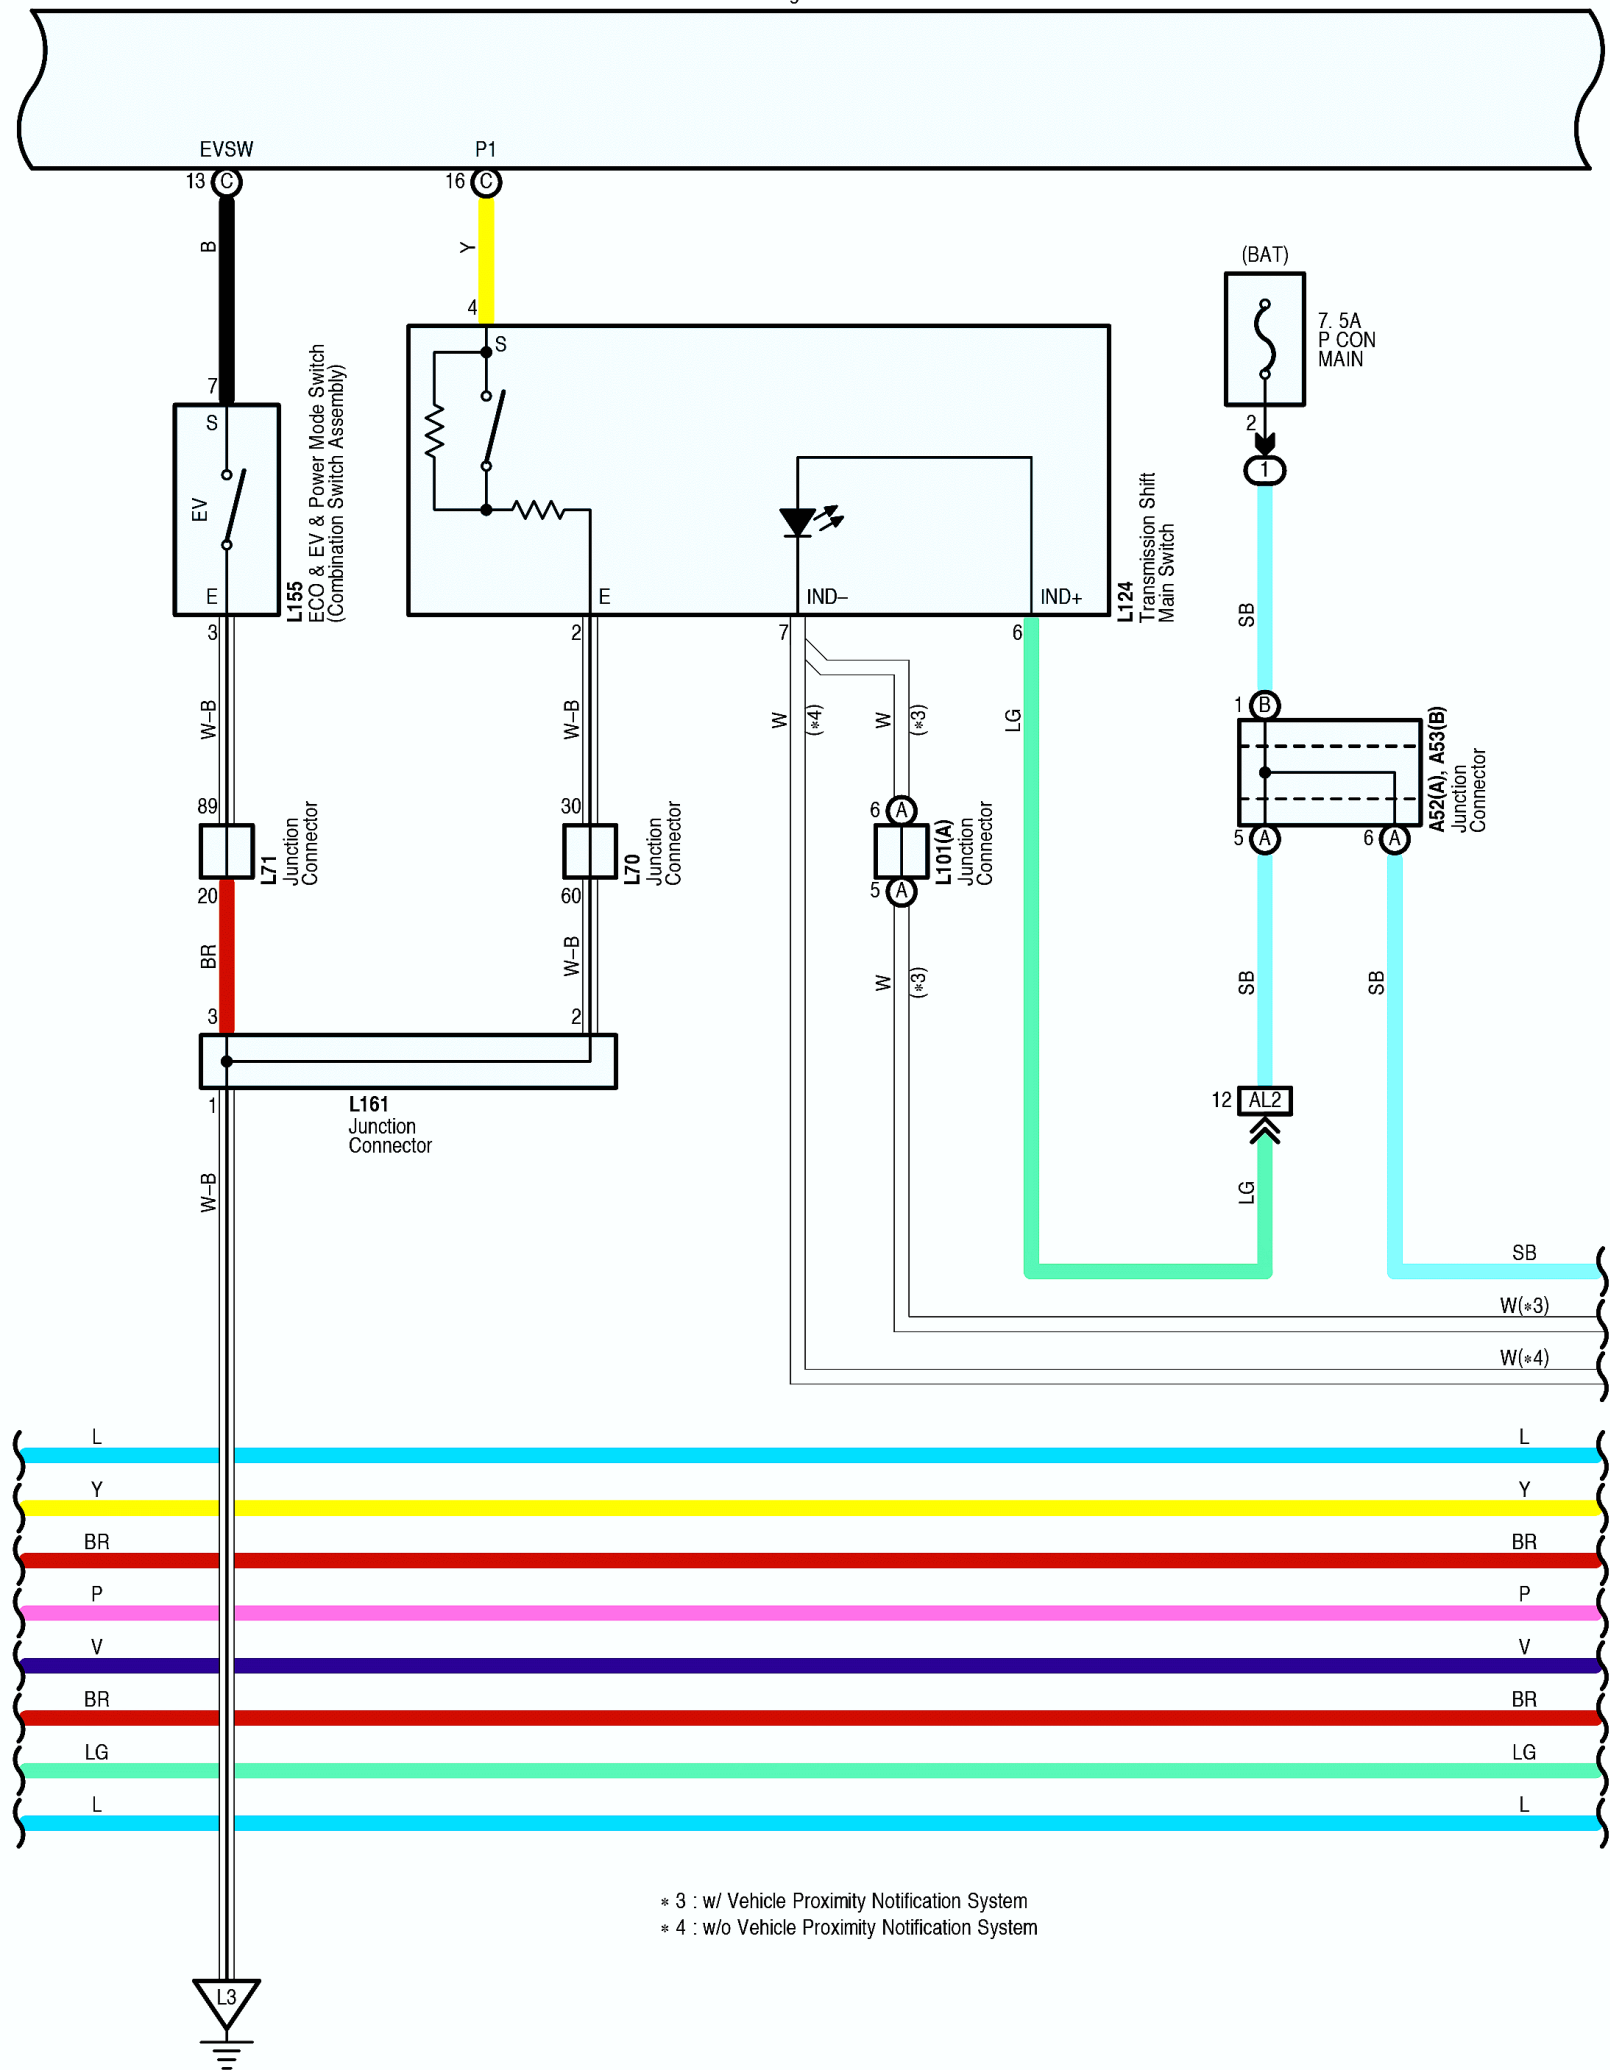 EVSW
P1
13 C
16 C
B
Y
(BAT)
7. 5A
P CON
MAIN
4
S
7
S
EV
E
3
L155
ECO & EV & Power Mode Switch
(Combination Switch Assembly)
E
2
IND–
7
IND+
6
L124
Transmission Shift
Main Switch
2
1
SB
W–B
W–B
W
(*4)
W
(*3)
LG
1 B
A52(A), A53(B)
Junction
Connector
5 A
6 A
89
L71
Junction
Connector
20
30
L70
Junction
Connector
60
6 A
L101(A)
Junction
Connector
5 A
BR
W–B
W
(*3)
SB
SB
3
2
1
L161
Junction
Connector
12 AL2
W–B
LG
SB
W(*3)
W(*4)
L L
Y Y
BR BR
P P
V V
BR BR
LG LG
L L
* 3 : w/ Vehicle Proximity Notification System
* 4 : w/o Vehicle Proximity Notification System
L3